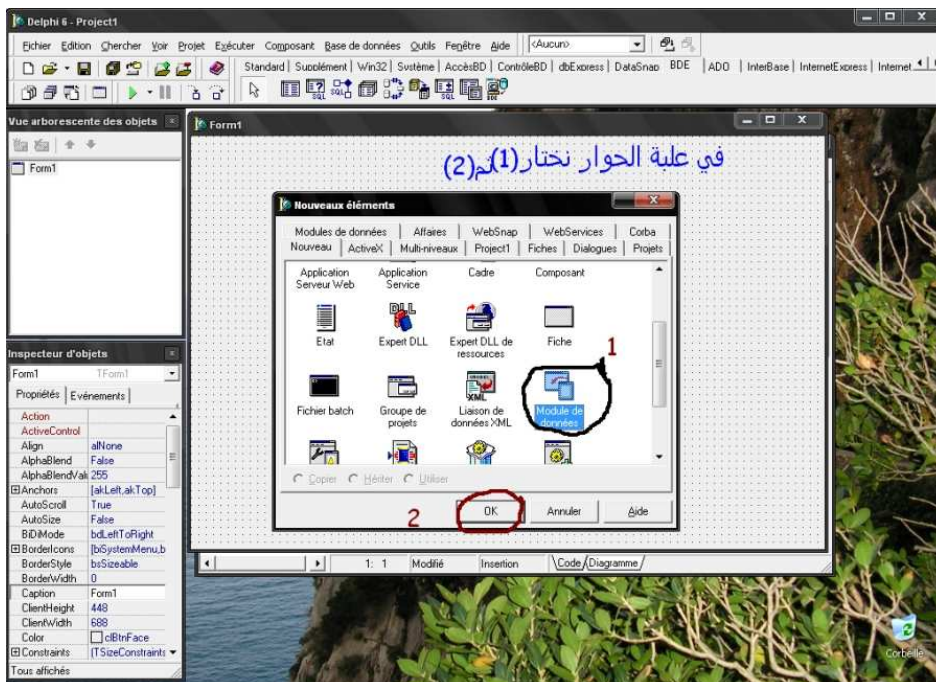 Delphi 6 - Project1
Fichier Edition Chercher Voir Projet Exécuter Composant Base de données Outils Fenêtre Aide <Aucun>
Standard Supplément Win32 Système AccèsBD ContrôleBD dbExpress DataSnap BDE ADO InterBase InternetExpress Internet
Vue arborescente des objets
Form1
Form1
في علبة الحوار نختار(1)ثم(2)
Nouveaux éléments
Modules de données Affaires WebSnap WebServices Corba
Nouveau ActiveX Multi-niveaux Project1 Fiches Dialogues Projets
Application Serveur Web
Application Service
Cadre
Composant
Etat
Expert DLL
Expert DLL de ressources
Fiche
1
Fichier batch
Groupe de projets
Liaison de données XML
Module de données
Copier Hériter Utiliser
2
OK Annuler Aide
Inspecteur d'objets
Form1 TForm1
Propriétés Evénements
Action
ActiveControl
Align alNone
AlphaBlend False
AlphaBlendVal 255
Anchors [akLeft,akTop]
AutoScroll True
AutoSize False
BiDiMode bdLeftToRight
BorderIcons [biSystemMenu,b
BorderStyle bsSizeable
BorderWidth 0
Caption Form1
ClientHeight 448
ClientWidth 688
Color clBtnFace
Constraints (TSizeConstraints
Tous affichés
1: 1 Modifié Insertion Code Diagramme
Corbeille